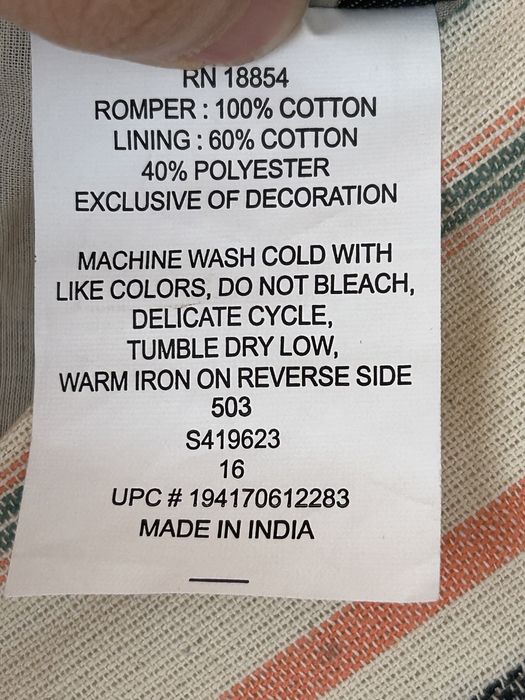 RN 18854
ROMPER : 100% COTTON
LINING : 60% COTTON
40% POLYESTER
EXCLUSIVE OF DECORATION
MACHINE WASH COLD WITH
LIKE COLORS, DO NOT BLEACH,
DELICATE CYCLE,
TUMBLE DRY LOW,
WARM IRON ON REVERSE SIDE
503
S419623
16
UPC # 194170612283
MADE IN INDIA